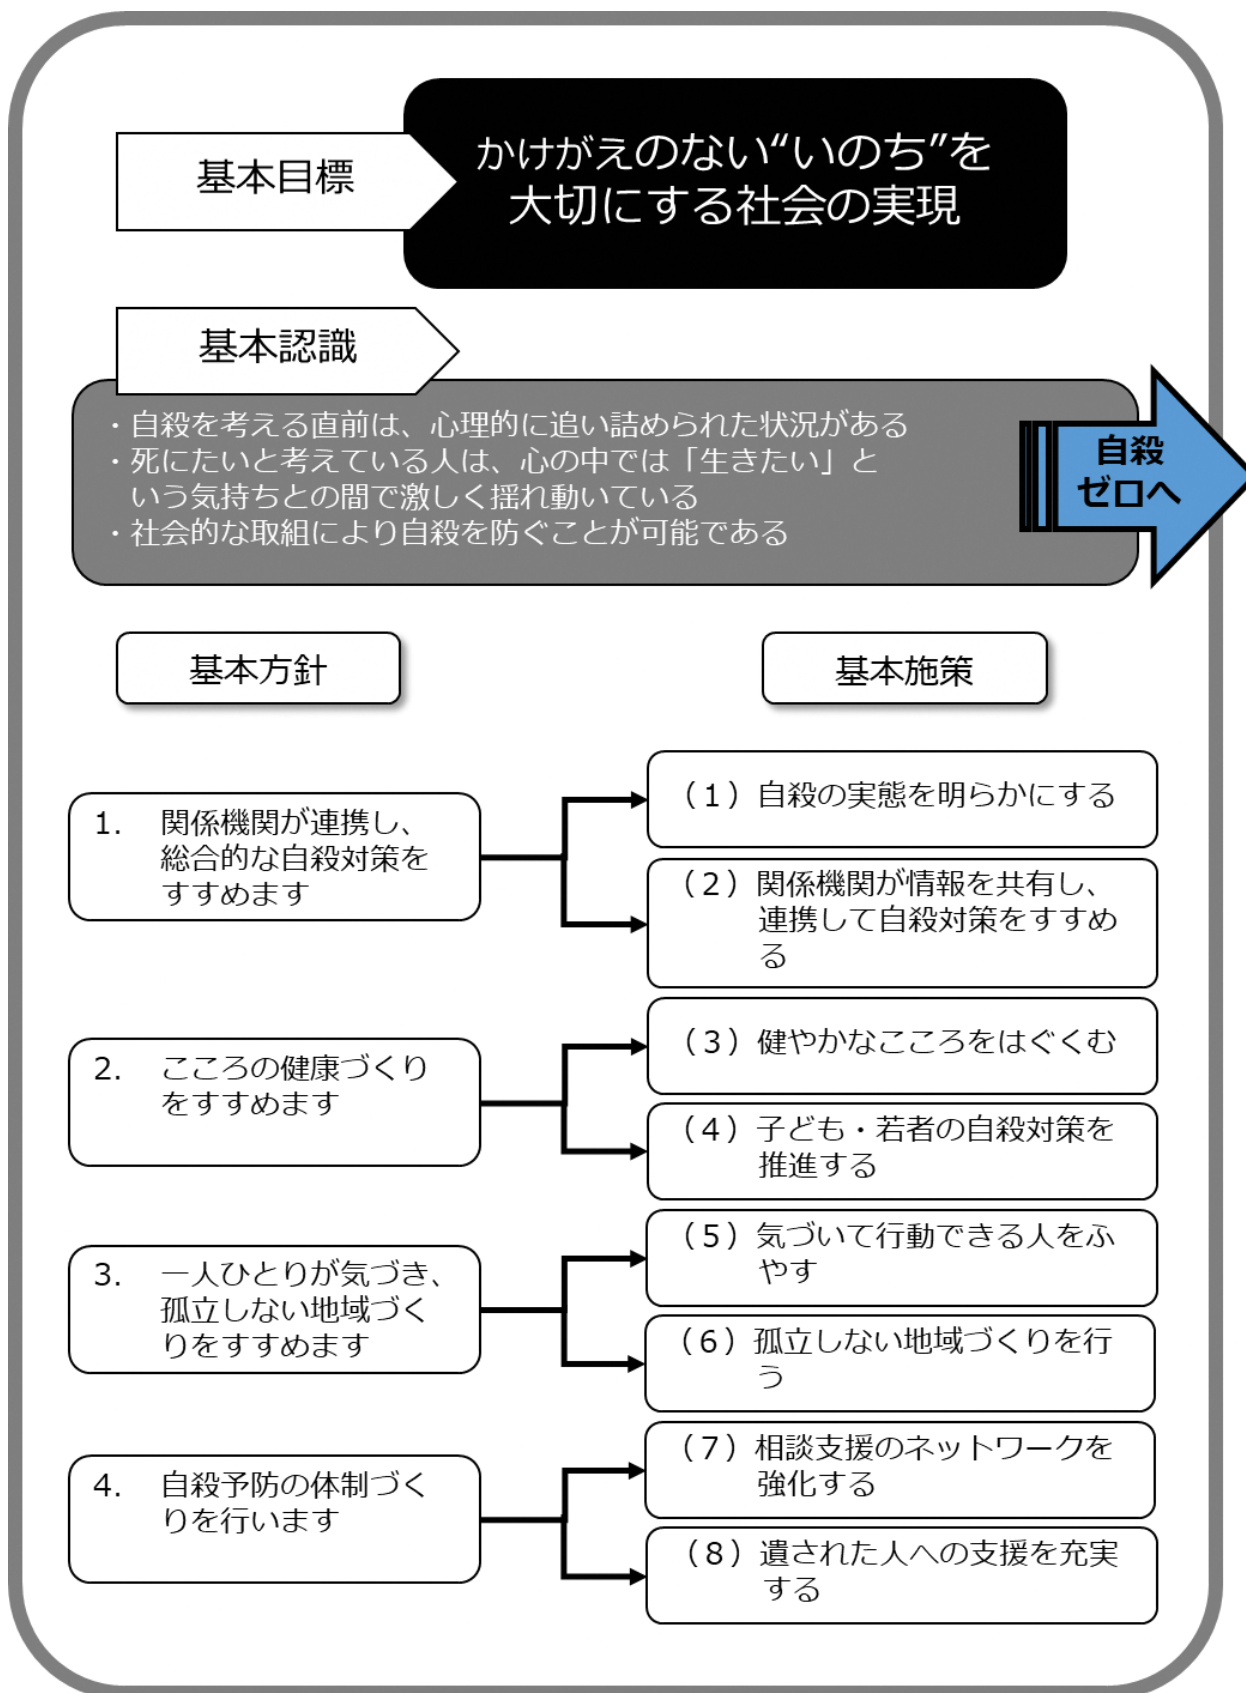 基本目標
かけがえのない“いのち”を
大切にする社会の実現
基本認識
・自殺を考える直前は、心理的に追い詰められた状況がある
・死にたいと考えている人は、心の中では「生きたい」と
いう気持ちとの間で激しく揺れ動いている
・社会的な取組により自殺を防ぐことが可能である
自殺
ゼロへ
基本方針
基本施策
1. 関係機関が連携し、
総合的な自殺対策を
すすめます
（1）自殺の実態を明らかにする
（2）関係機関が情報を共有し、
連携して自殺対策をすすめ
る
2. こころの健康づくり
をすすめます
（3）健やかなこころをはぐくむ
（4）子ども・若者の自殺対策を
推進する
3. 一人ひとりが気づき、
孤立しない地域づく
りをすすめます
（5）気づいて行動できる人をふ
やす
（6）孤立しない地域づくりを行
う
4. 自殺予防の体制づく
りを行います
（7）相談支援のネットワークを
強化する
（8）遺された人への支援を充実
する